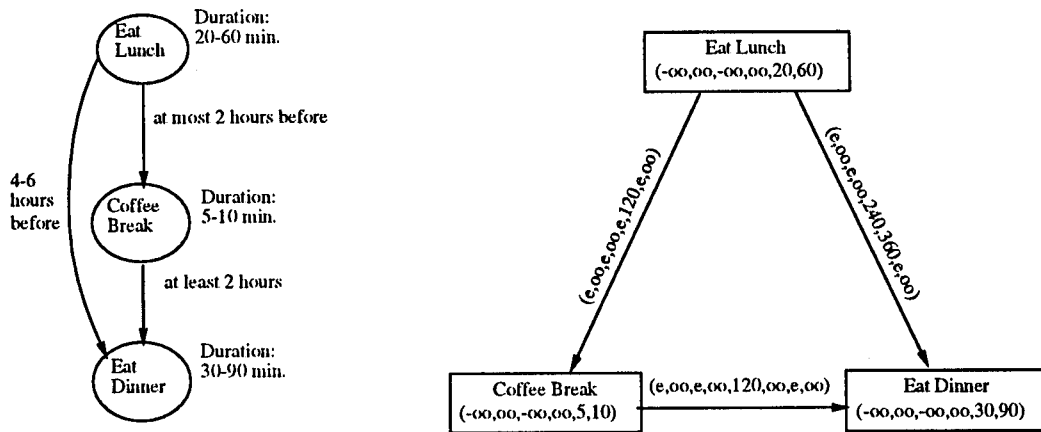 Eat
Lunch
Duration:
20-60 min.
at most 2 hours before
4-6
hours
before
Coffee
Break
Duration:
5-10 min.
at least 2 hours
Eat
Dinner
Duration:
30-90 min.
Eat Lunch
(-oo,oo,-oo,oo,20,60)
(e,oo,e,oo,e,120,e,oo)
(e,oo,e,oo,240,360,e,oo)
Coffee Break
(-oo,oo,-oo,oo,5,10)
(e,oo,e,oo,120,oo,e,oo)
Eat Dinner
(-oo,oo,-oo,oo,30,90)